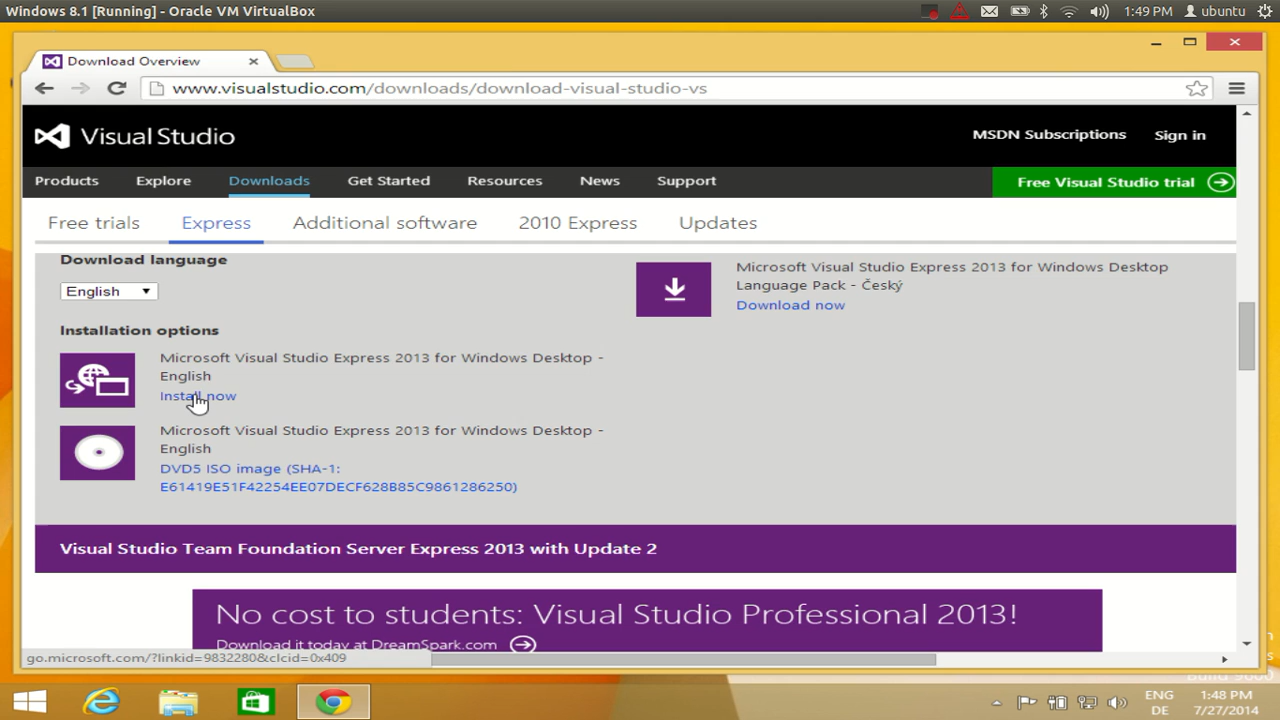 Windows 8.1 [Running] - Oracle VM VirtualBox
1:49 PM
ubuntu
Download Overview
www.visualstudio.com/downloads/download-visual-studio-vs
Visual Studio
MSDN Subscriptions
Sign in
Products
Explore
Downloads
Get Started
Resources
News
Support
Free Visual Studio trial
Free trials
Express
Additional software
2010 Express
Updates
Download language
English
Installation options
Microsoft Visual Studio Express 2013 for Windows Desktop -
English
Install now
Microsoft Visual Studio Express 2013 for Windows Desktop -
English
DVD5 ISO image (SHA-1:
E61419E51F42254EE07DECF628B85C9861286250)
Microsoft Visual Studio Express 2013 for Windows Desktop
Language Pack - Český
Download now
Visual Studio Team Foundation Server Express 2013 with Update 2
No cost to students: Visual Studio Professional 2013!
Download it today at DreamSpark.com
go.microsoft.com/?linkid=9832280&clcid=0x409
Build 9600
ENG
DE
1:48 PM
7/27/2014